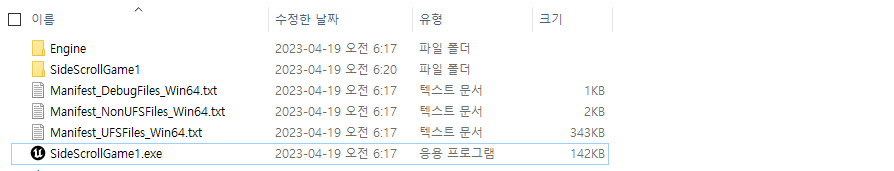 이름 수정한 날짜 유형 크기
Engine 2023-04-19 오전 6:17 파일 폴더
SideScrollGame1 2023-04-19 오전 6:20 파일 폴더
Manifest_DebugFiles_Win64.txt 2023-04-19 오전 6:17 텍스트 문서 1KB
Manifest_NonUFSFiles_Win64.txt 2023-04-19 오전 6:17 텍스트 문서 2KB
Manifest_UFSFiles_Win64.txt 2023-04-19 오전 6:17 텍스트 문서 343KB
SideScrollGame1.exe 2023-04-19 오전 6:17 응용 프로그램 142KB